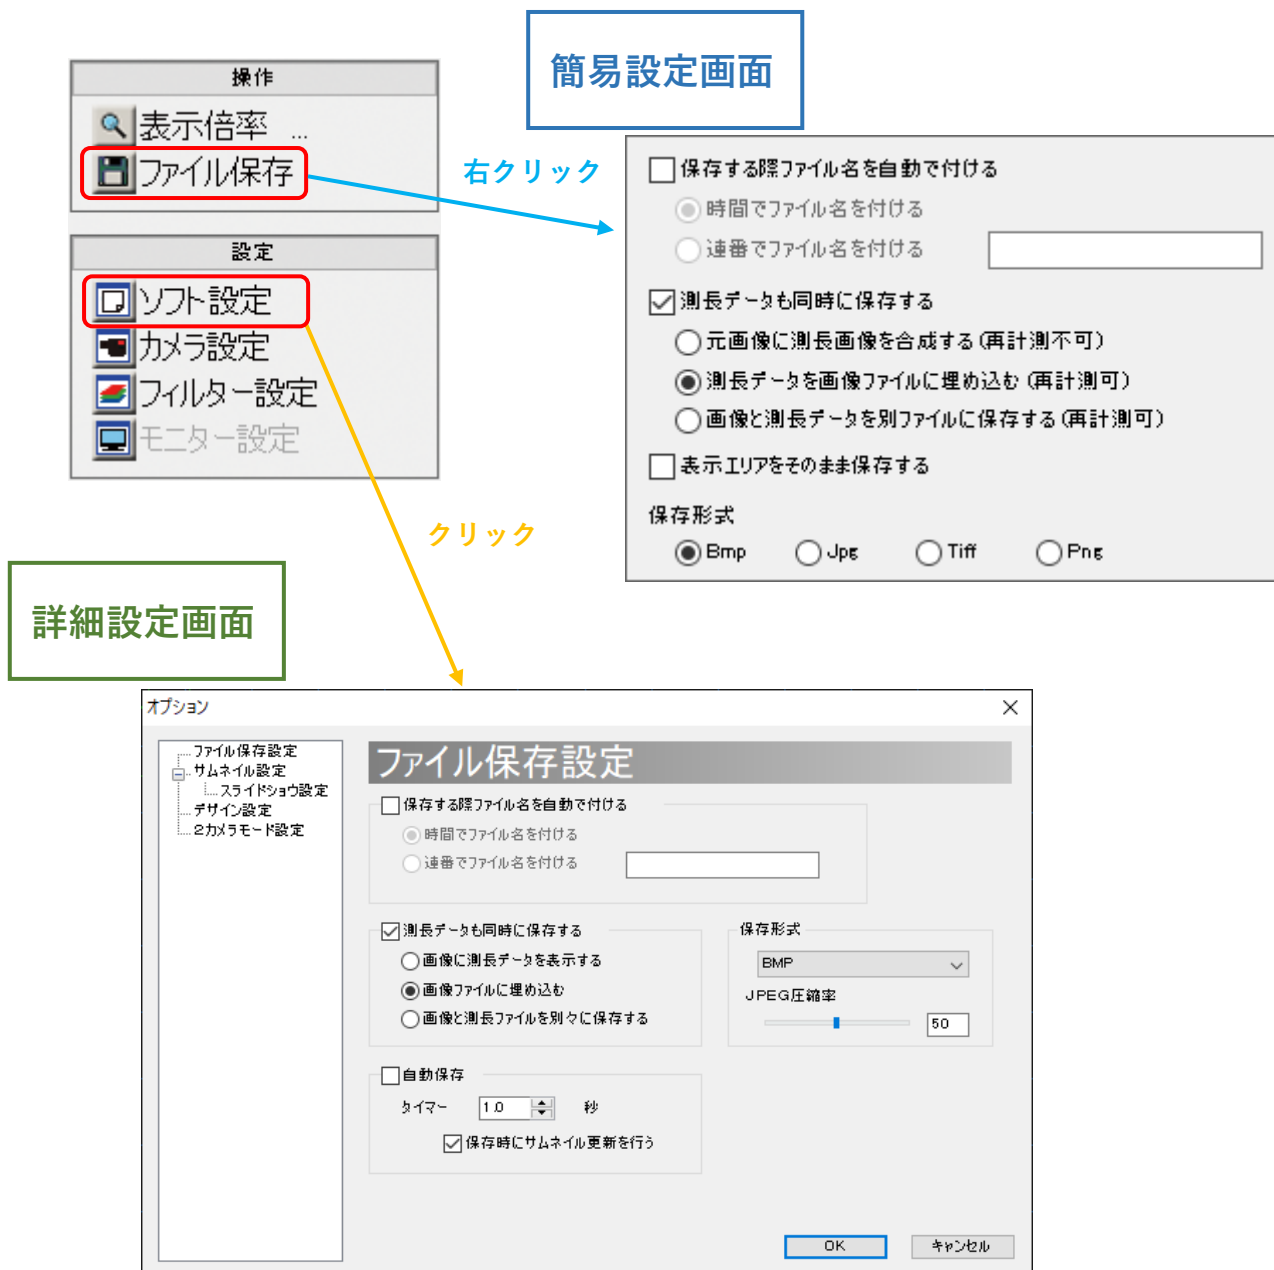 簡易設定画面
操作
表示倍率 ...
ファイル保存
右クリック
設定
ソフト設定
カメラ設定
フィルター設定
モニター設定
クリック
保存する際ファイル名を自動で付ける
時間でファイル名を付ける
連番でファイル名を付ける
測長データも同時に保存する
元画像に測長画像を合成する(再計測不可)
測長データを画像ファイルに埋め込む(再計測可)
画像と測長データを別ファイルに保存する(再計測可)
表示エリアをそのまま保存する
保存形式
Bmp Jpg Tiff Png
詳細設定画面
オプション
ファイル保存設定
サムネイル設定
スライドショウ設定
デザイン設定
2カメラモード設定
ファイル保存設定
保存する際ファイル名を自動で付ける
時間でファイル名を付ける
連番でファイル名を付ける
測長データも同時に保存する
画像に測長データを表示する
画像ファイルに埋め込む
画像と測長ファイルを別々に保存する
保存形式
BMP
JPEG圧縮率
50
自動保存
タイマー 1.0 秒
保存時にサムネイル更新を行う
OK キャンセル